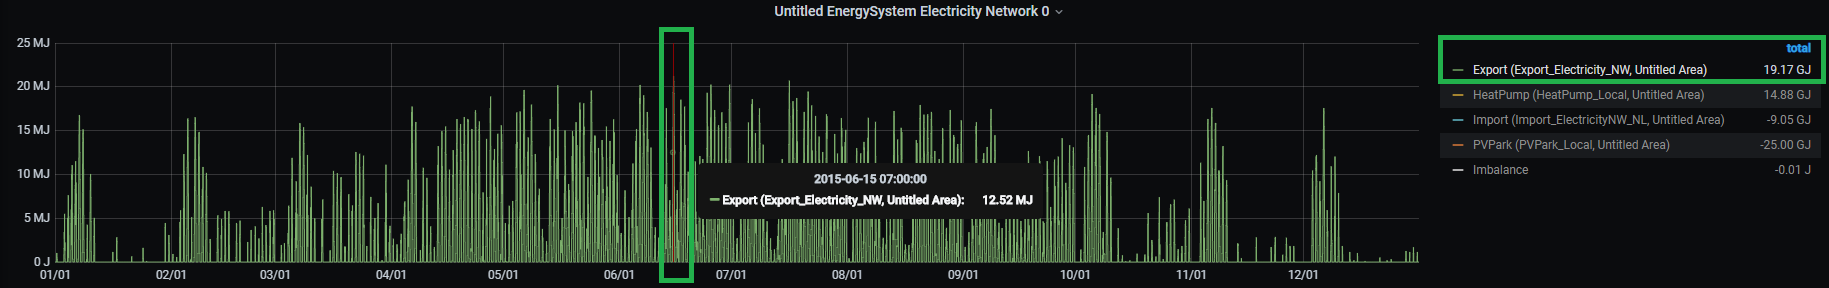 Untitled EnergySystem Electricity Network 0
25 MJ
20 MJ
15 MJ
10 MJ
5 MJ
0 J
01/01 02/01 03/01 04/01 05/01 06/01 07/01 08/01 09/01 10/01 11/01 12/01
2015-06-15 07:00:00
Export (Export_Electricity_NW, Untitled Area): 12.52 MJ
total
Export (Export_Electricity_NW, Untitled Area) 19.17 GJ
HeatPump (HeatPump_Local, Untitled Area) 14.88 GJ
Import (Import_ElectricityNW_NL, Untitled Area) -9.05 GJ
PVPark (PVPark_Local, Untitled Area) -25.00 GJ
Imbalance -0.01 J